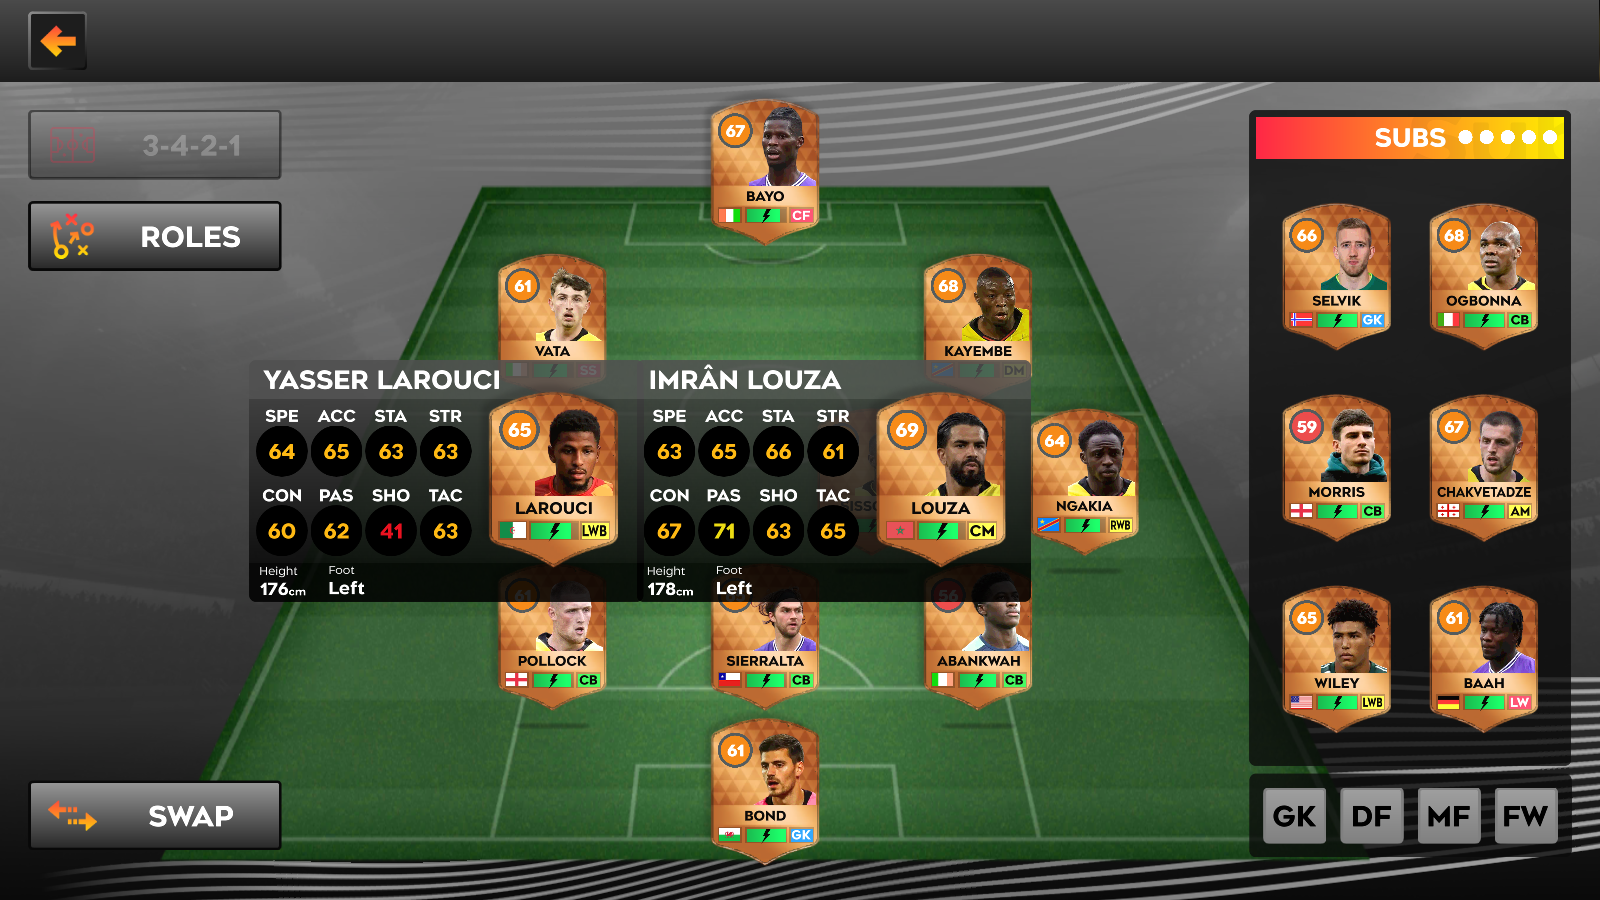 3-4-2-1
ROLES
SWAP
67
BAYO
CF
61
VATA
SS
68
KAYEMBE
DM
YASSER LAROUCI
SPE ACC STA STR
64 65 63 63
CON PAS SHO TAC
60 62 41 63
Height Foot
176cm Left
65
LAROUCI
LWB
IMRÂN LOUZA
SPE ACC STA STR
63 65 66 61
CON PAS SHO TAC
67 71 63 65
Height Foot
178cm Left
69
LOUZA
CM
64
NGAKIA
RWB
61
POLLOCK
CB
SIERRALTA
CB
56
ABANKWAH
CB
61
BOND
GK
SUBS
66
SELVIK
GK
68
OGBONNA
CB
59
MORRIS
CB
67
CHAKVETADZE
AM
65
WILEY
LWB
61
BAAH
LW
GK DF MF FW